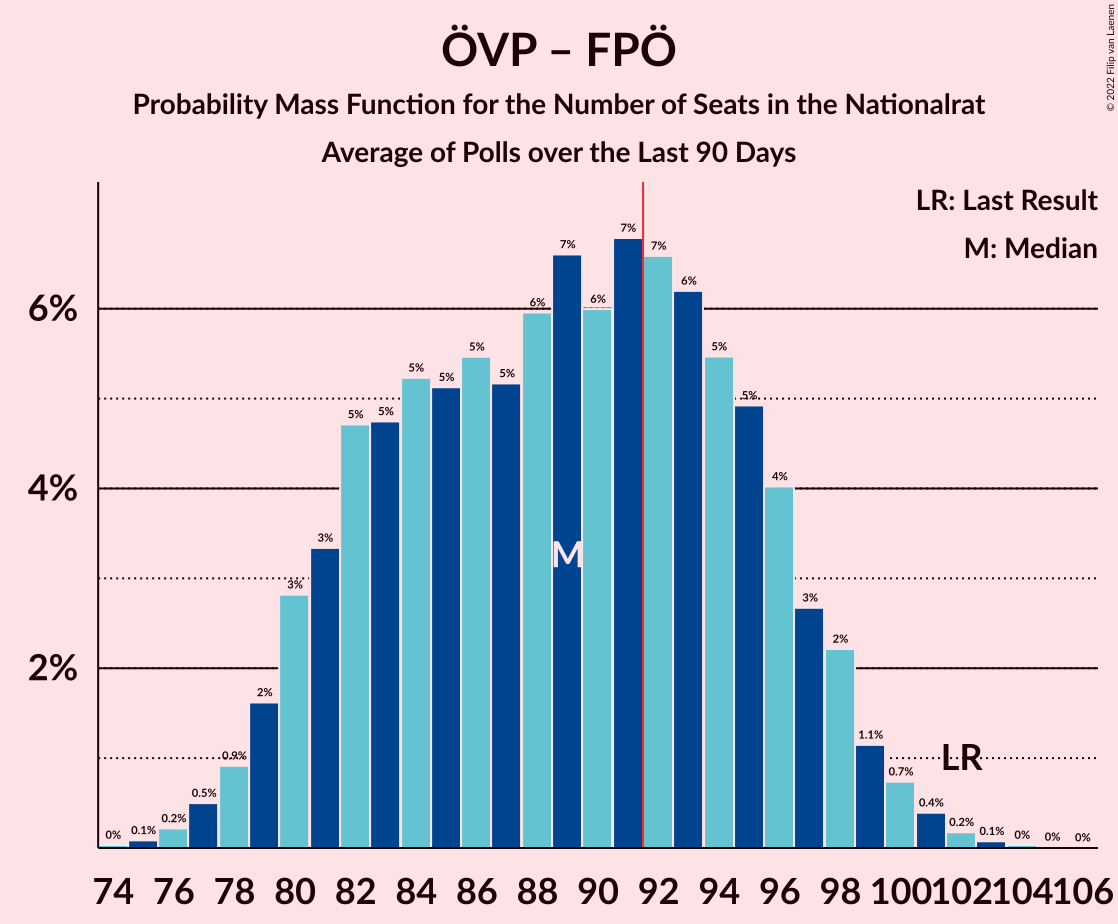 ÖVP – FPÖ
Probability Mass Function for the Number of Seats in the Nationalrat
Average of Polls over the Last 90 Days
© 2022 Filip van Laenen
LR: Last Result
M: Median
6%
4%
2%
0% 0.1% 0.2% 0.5% 0.9% 2% 3% 3% 5% 5% 5% 5% 5% 5% 6% 7% 6% 7% 7% 6% 5% 5% 4% 3% 2% 1.1% 0.7% 0.4% 0.2% 0.1% 0% 0% 0%
M
LR
74 76 78 80 82 84 86 88 90 92 94 96 98 100 102 104 106